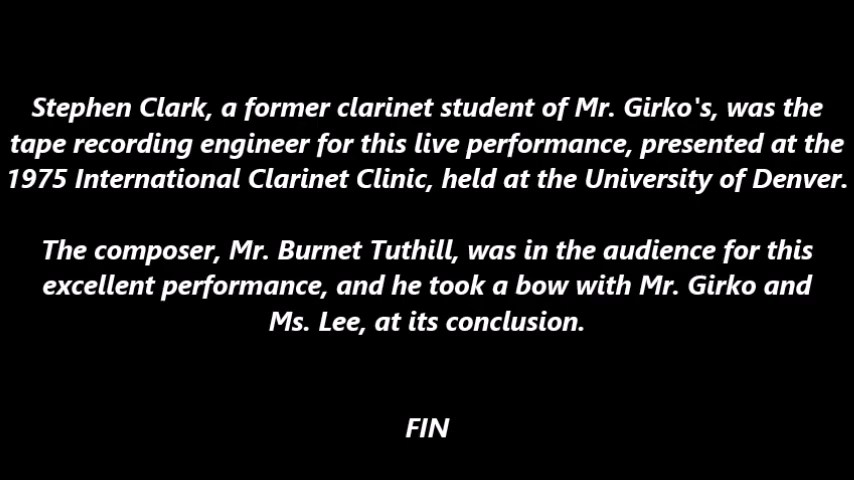 Stephen Clark, a former clarinet student of Mr. Girko's, was the
tape recording engineer for this live performance, presented at the
1975 International Clarinet Clinic, held at the University of Denver.
The composer, Mr. Burnet Tuthill, was in the audience for this
excellent performance, and he took a bow with Mr. Girko and
Ms. Lee, at its conclusion.
FIN